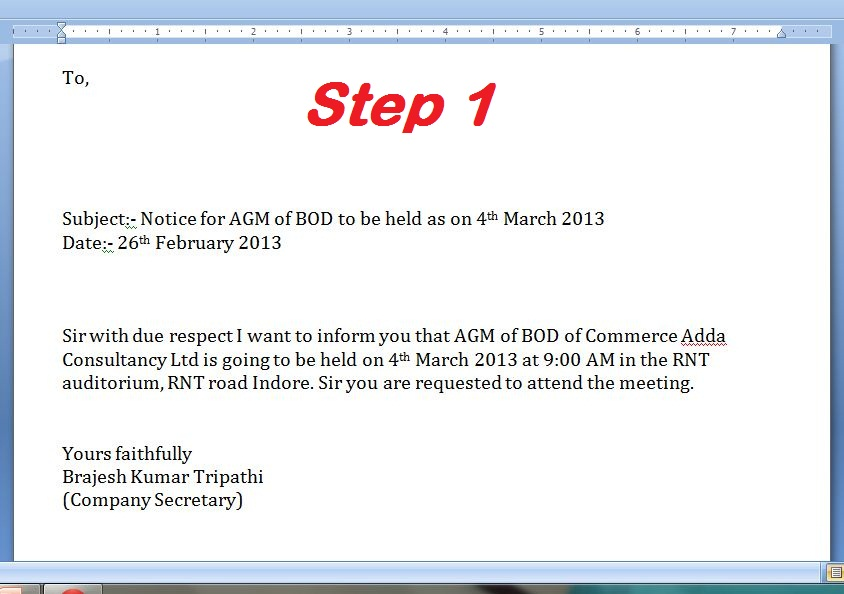 1 2 3 4 5 6 7
To,
Step 1
Subject:- Notice for AGM of BOD to be held as on 4th March 2013
Date:- 26th February 2013
Sir with due respect I want to inform you that AGM of BOD of Commerce Adda
Consultancy Ltd is going to be held on 4th March 2013 at 9:00 AM in the RNT
auditorium, RNT road Indore. Sir you are requested to attend the meeting.
Yours faithfully
Brajesh Kumar Tripathi
(Company Secretary)